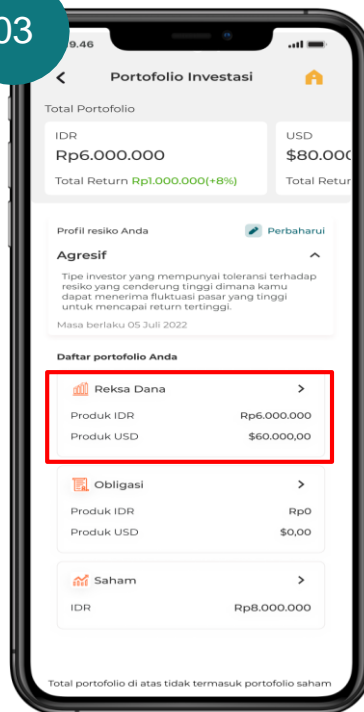 03
9.46
Portofolio Investasi
Total Portofolio
IDR
Rp6.000.000
Total Return Rp1.000.000(+8%)
USD
$80.000
Total Retur
Profil resiko Anda
Perbaharui
Agresif
Tipe investor yang mempunyai toleransi terhadap
resiko yang cenderung tinggi dimana kamu
dapat menerima fluktuasi pasar yang tinggi
untuk mencapai return tertinggi.
Masa berlaku 05 Juli 2022
Daftar portofolio Anda
Reksa Dana
Produk IDR Rp6.000.000
Produk USD $60.000,00
Obligasi
Produk IDR Rp0
Produk USD $0,00
Saham
IDR Rp8.000.000
Total portofolio di atas tidak termasuk portofolio saham